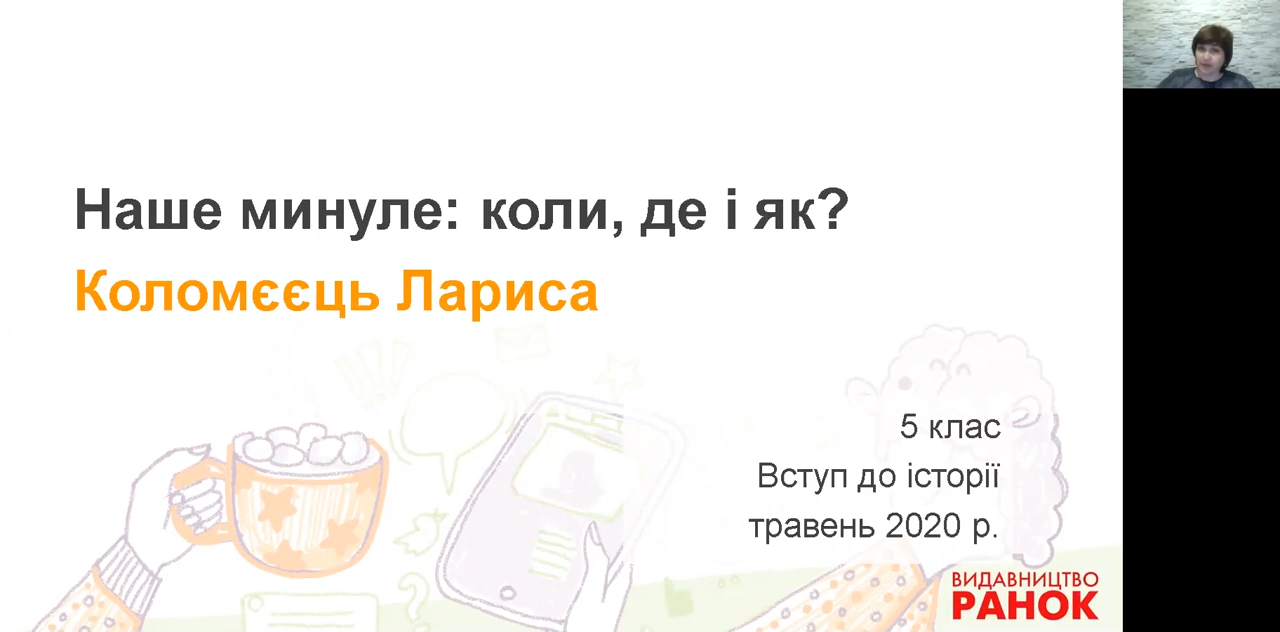 Наше минуле: коли, де і як?
Коломєєць Лариса
5 клас
Вступ до історії
травень 2020 р.
ВИДАВНИЦТВО
РАНОК